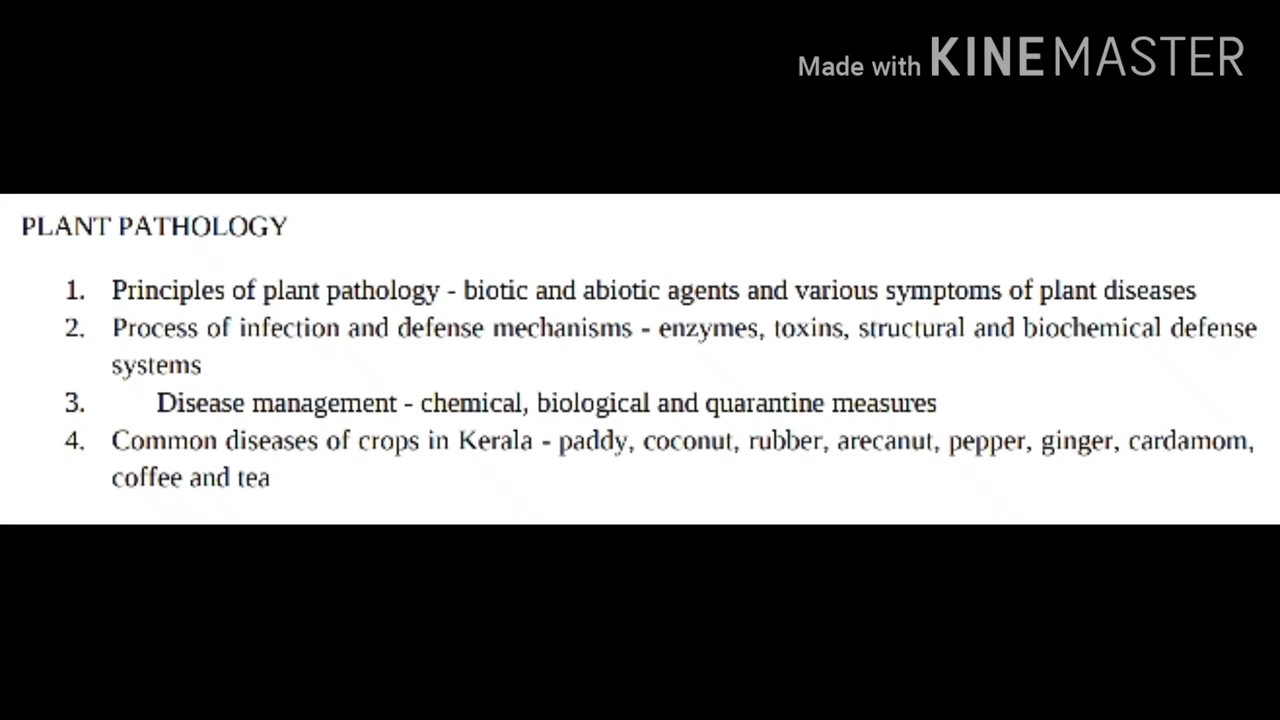 Made with KINEMASTER
PLANT PATHOLOGY
1. Principles of plant pathology - biotic and abiotic agents and various symptoms of plant diseases
2. Process of infection and defense mechanisms - enzymes, toxins, structural and biochemical defense
systems
3. Disease management - chemical, biological and quarantine measures
4. Common diseases of crops in Kerala - paddy, coconut, rubber, arecanut, pepper, ginger, cardamom,
coffee and tea